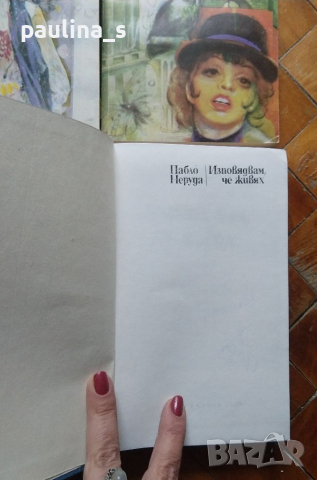 paulina_s
Пабло
Неруда
Изповядвам,
че живях
BAZAR